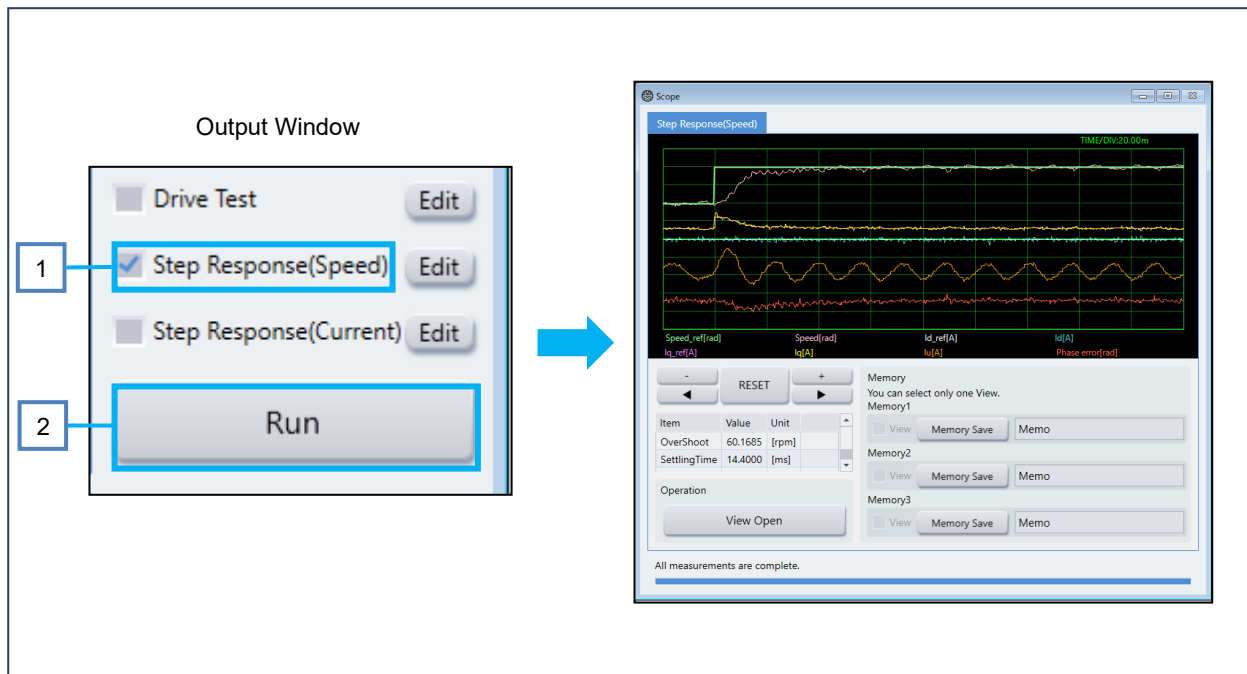 Output Window
Drive Test Edit
1 Step Response(Speed) Edit
Step Response(Current) Edit
2 Run
Scope
Step Response(Speed)
TIME/DIV:20.00m
Speed_ref[rad] Speed[rad] Id_ref[A] Id[A]
Iq_ref[A] Iq[A] Iu[A] Phase error[rad]
- RESET +
Item Value Unit
OverShoot 60.1685 [rpm]
SettlingTime 14.4000 [ms]
Operation
View Open
Memory
You can select only one View.
Memory1
View Memory Save Memo
Memory2
View Memory Save Memo
Memory3
View Memory Save Memo
All measurements are complete.